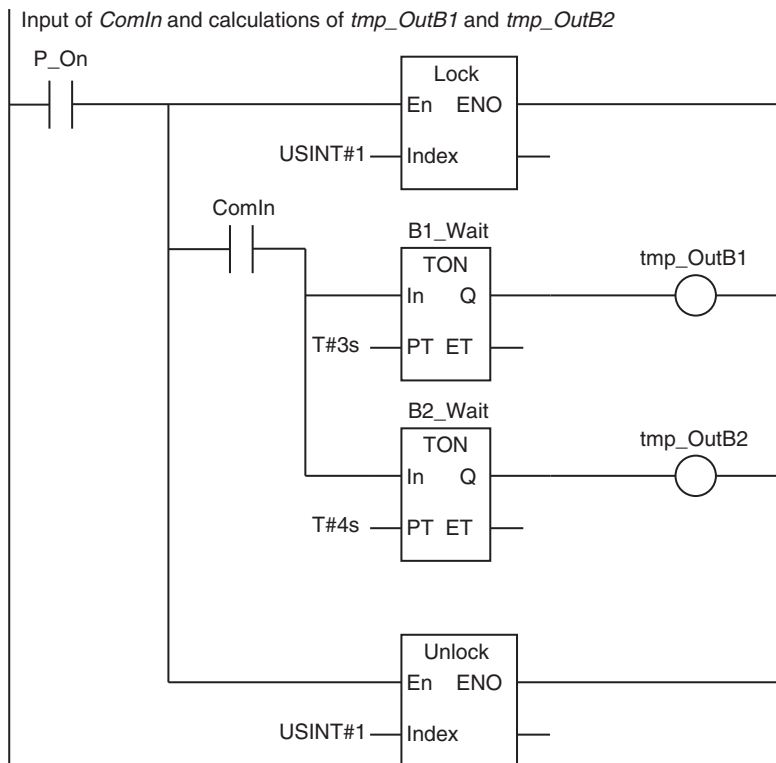 Input of ComIn and calculations of tmp_OutB1 and tmp_OutB2
P_On
Lock
En ENO
USINT#1 Index
ComIn
B1_Wait
TON
tmp_OutB1
In Q
T#3s PT ET
B2_Wait
TON
tmp_OutB2
In Q
T#4s PT ET
Unlock
En ENO
USINT#1 Index